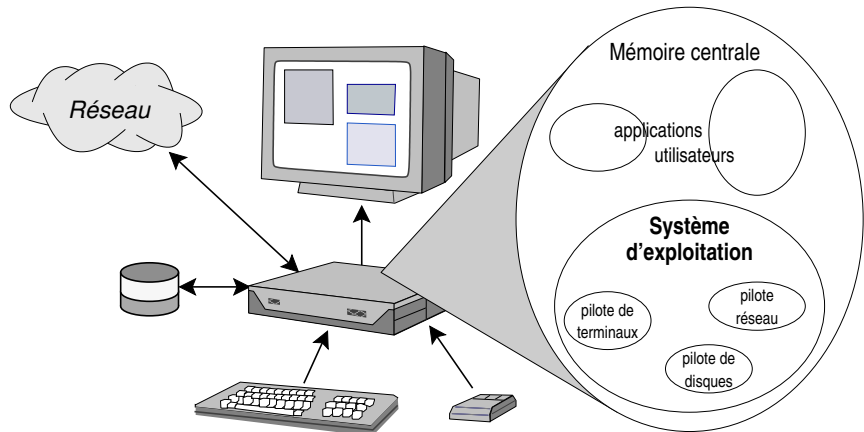 Réseau
Mémoire centrale
applications
utilisateurs
Système
d'exploitation
pilote de
terminaux
pilote
réseau
pilote de
disques